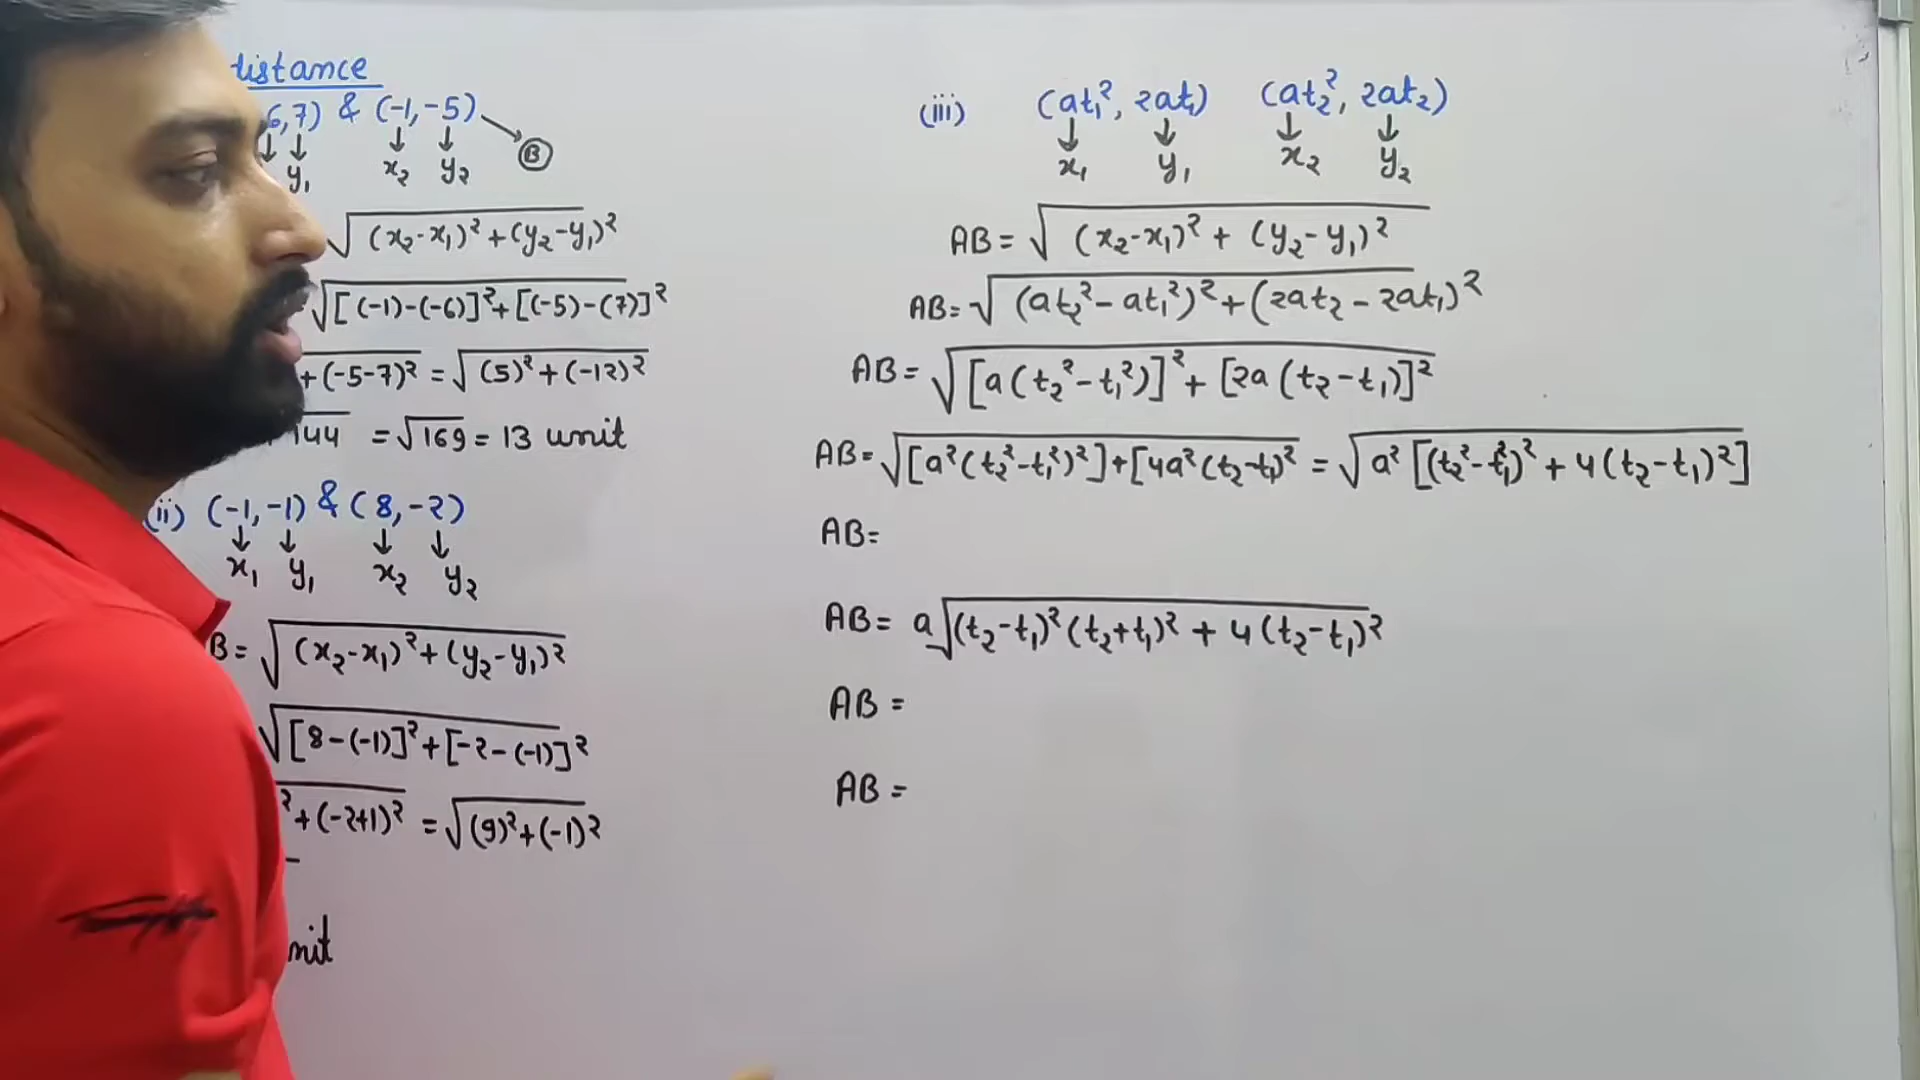 distance
6,7) & (-1,-5)
B
y₁ x₂ y₂
√(x₂-x₁)²+(y₂-y₁)²
√[(-1)-(-6)]²+[(-5)-(7)]²
+(-5-7)² = √(5)²+(-12)²
144 = √169 = 13 unit
(ii) (-1,-1) & (8,-2)
x₁ y₁ x₂ y₂
B = √(x₂-x₁)²+(y₂-y₁)²
√[8-(-1)]²+[-2-(-1)]²
²+(-2+1)² = √(9)²+(-1)²
nit
(iii) (at₁², 2at₁) (at₂², 2at₂)
x₁ y₁ x₂ y₂
AB = √(x₂-x₁)² + (y₂-y₁)²
AB = √(at₂²-at₁²)²+(2at₂-2at₁)²
AB = √[a(t₂²-t₁²)]²+[2a(t₂-t₁)]²
AB = √[a²(t₂²-t₁²)²]+[4a²(t₂-t₁)² = √a²[(t₂²-t₁²)²+4(t₂-t₁)²]
AB =
AB = a√(t₂-t₁)²(t₂+t₁)² + 4(t₂-t₁)²
AB =
AB =